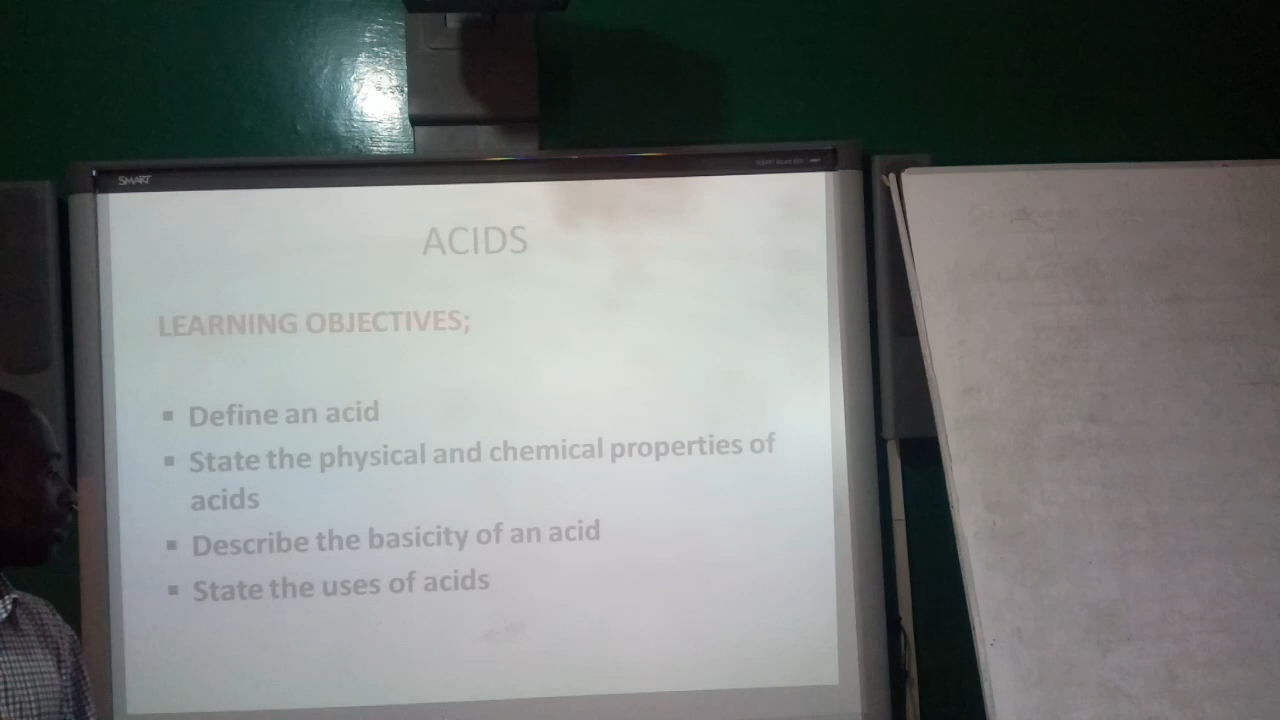 SMART
ACIDS
LEARNING OBJECTIVES;
▪ Define an acid
▪ State the physical and chemical properties of
acids
▪ Describe the basicity of an acid
▪ State the uses of acids